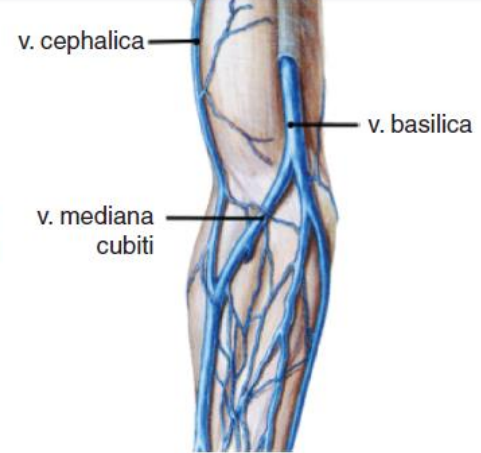 v. cephalica
v. basilica
v. mediana
cubiti